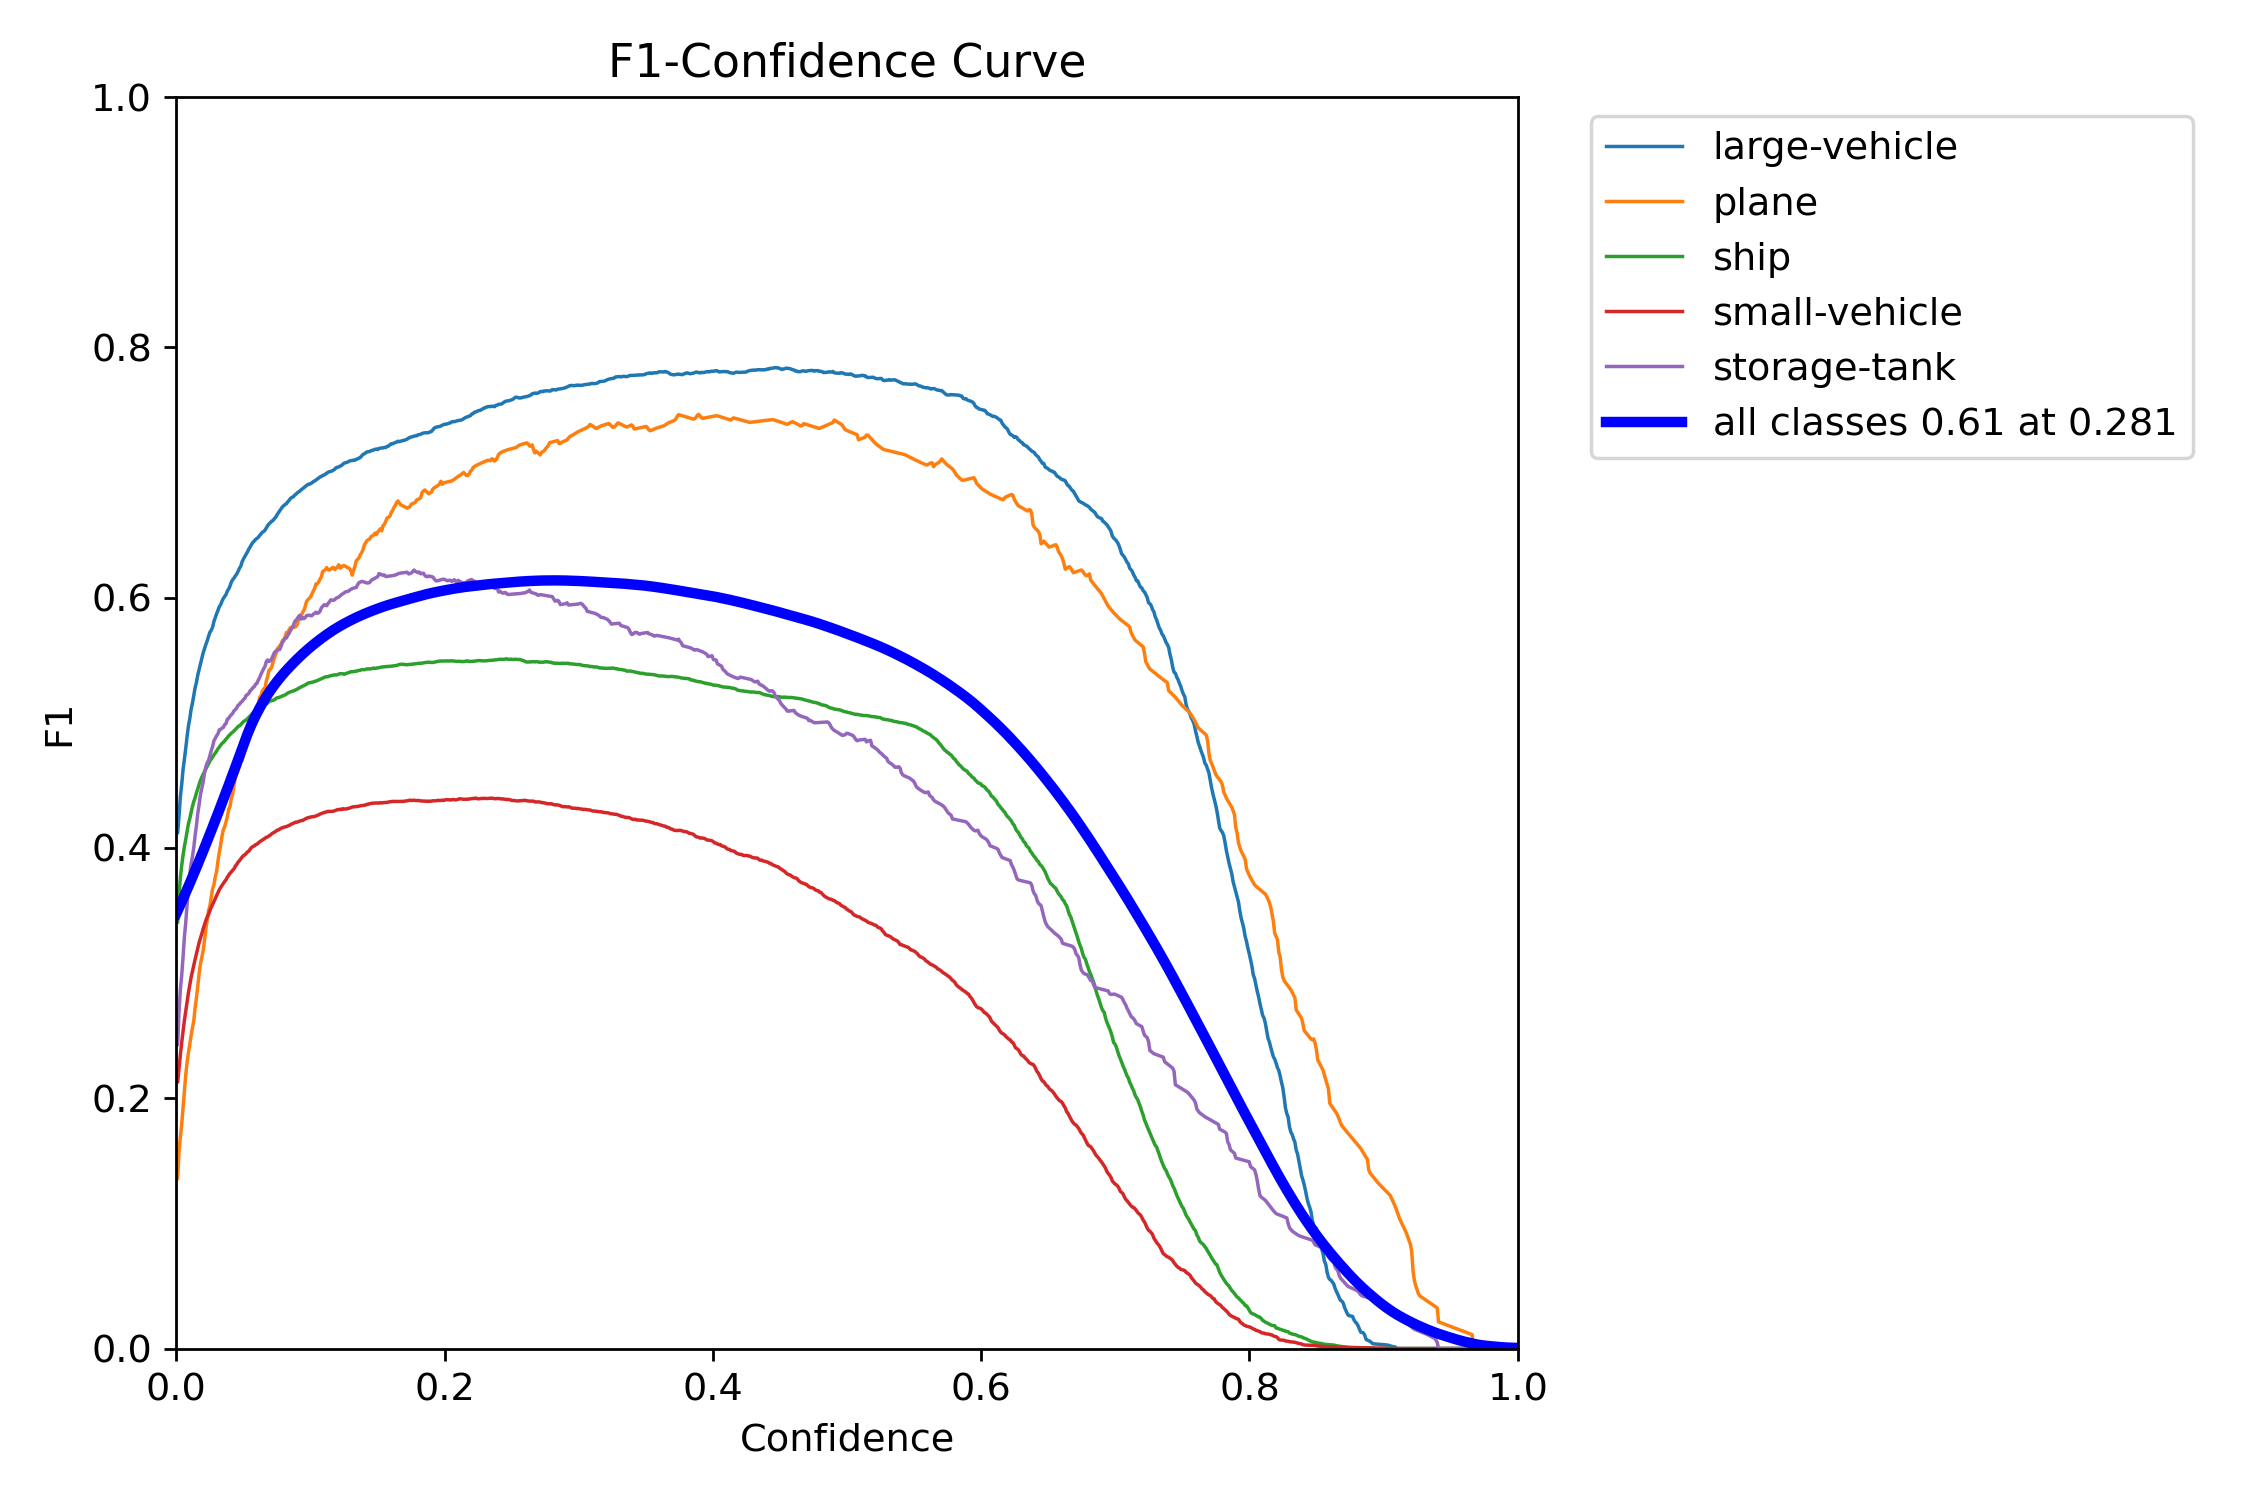 F1-Confidence Curve
1.0
0.8
0.6
0.4
0.2
0.0
F1
0.0 0.2 0.4 0.6 0.8 1.0
Confidence
large-vehicle
plane
ship
small-vehicle
storage-tank
all classes 0.61 at 0.281